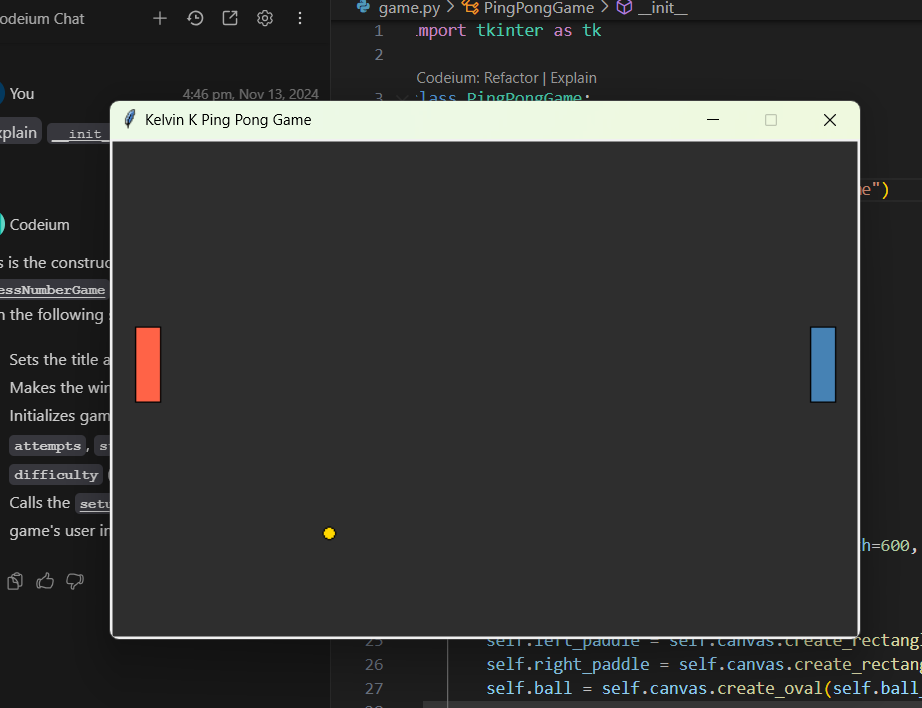 odeium Chat
You
4:46 pm, Nov 13, 2024
xplain __init_
Codeium
s is the construc
essNumberGame
n the following
Sets the title a
Makes the wir
Initializes gam
attempts,
difficulty
Calls the setu
game's user in
game.py > PingPongGame > __init__
1 mport tkinter as tk
2
Codeium: Refactor | Explain
3 lass PingPongGame:
Kelvin K Ping Pong Game
e")
h=600,
25 self.left_paddle = self.canvas.create_rectang
26 self.right_paddle = self.canvas.create_rectang
27 self.ball = self.canvas.create_oval(self.ball_